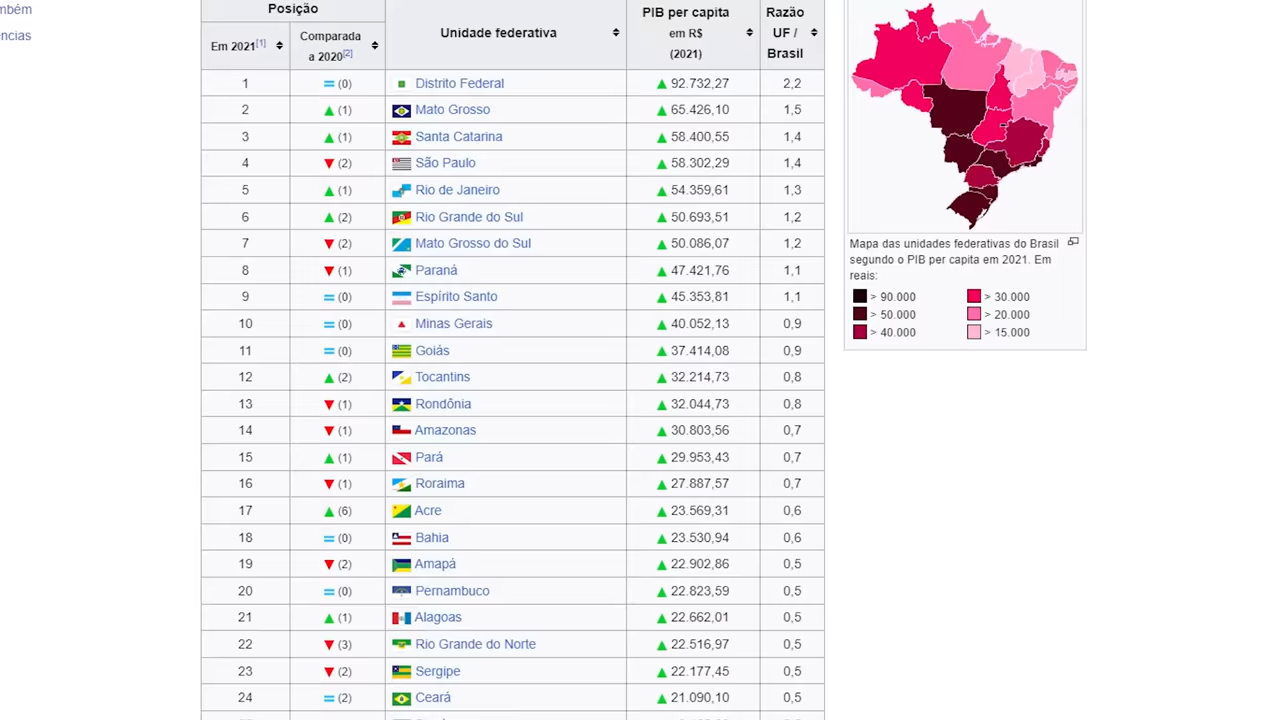 mbém
ncias
Posição
Em 2021[1]
Comparada
a 2020[2]
Unidade federativa
PIB per capita
em R$
(2021)
Razão
UF /
Brasil
1 (0) Distrito Federal 92.732,27 2,2
2 (1) Mato Grosso 65.426,10 1,5
3 (1) Santa Catarina 58.400,55 1,4
4 (2) São Paulo 58.302,29 1,4
5 (1) Rio de Janeiro 54.359,61 1,3
6 (2) Rio Grande do Sul 50.693,51 1,2
7 (2) Mato Grosso do Sul 50.086,07 1,2
8 (1) Paraná 47.421,76 1,1
9 (0) Espírito Santo 45.353,81 1,1
10 (0) Minas Gerais 40.052,13 0,9
11 (0) Goiás 37.414,08 0,9
12 (2) Tocantins 32.214,73 0,8
13 (1) Rondônia 32.044,73 0,8
14 (1) Amazonas 30.803,56 0,7
15 (1) Pará 29.953,43 0,7
16 (1) Roraima 27.887,57 0,7
17 (6) Acre 23.569,31 0,6
18 (0) Bahia 23.530,94 0,6
19 (2) Amapá 22.902,86 0,5
20 (0) Pernambuco 22.823,59 0,5
21 (1) Alagoas 22.662,01 0,5
22 (3) Rio Grande do Norte 22.516,97 0,5
23 (2) Sergipe 22.177,45 0,5
24 (2) Ceará 21.090,10 0,5
Mapa das unidades federativas do Brasil
segundo o PIB per capita em 2021. Em
reais:
> 90.000 > 30.000
> 50.000 > 20.000
> 40.000 > 15.000